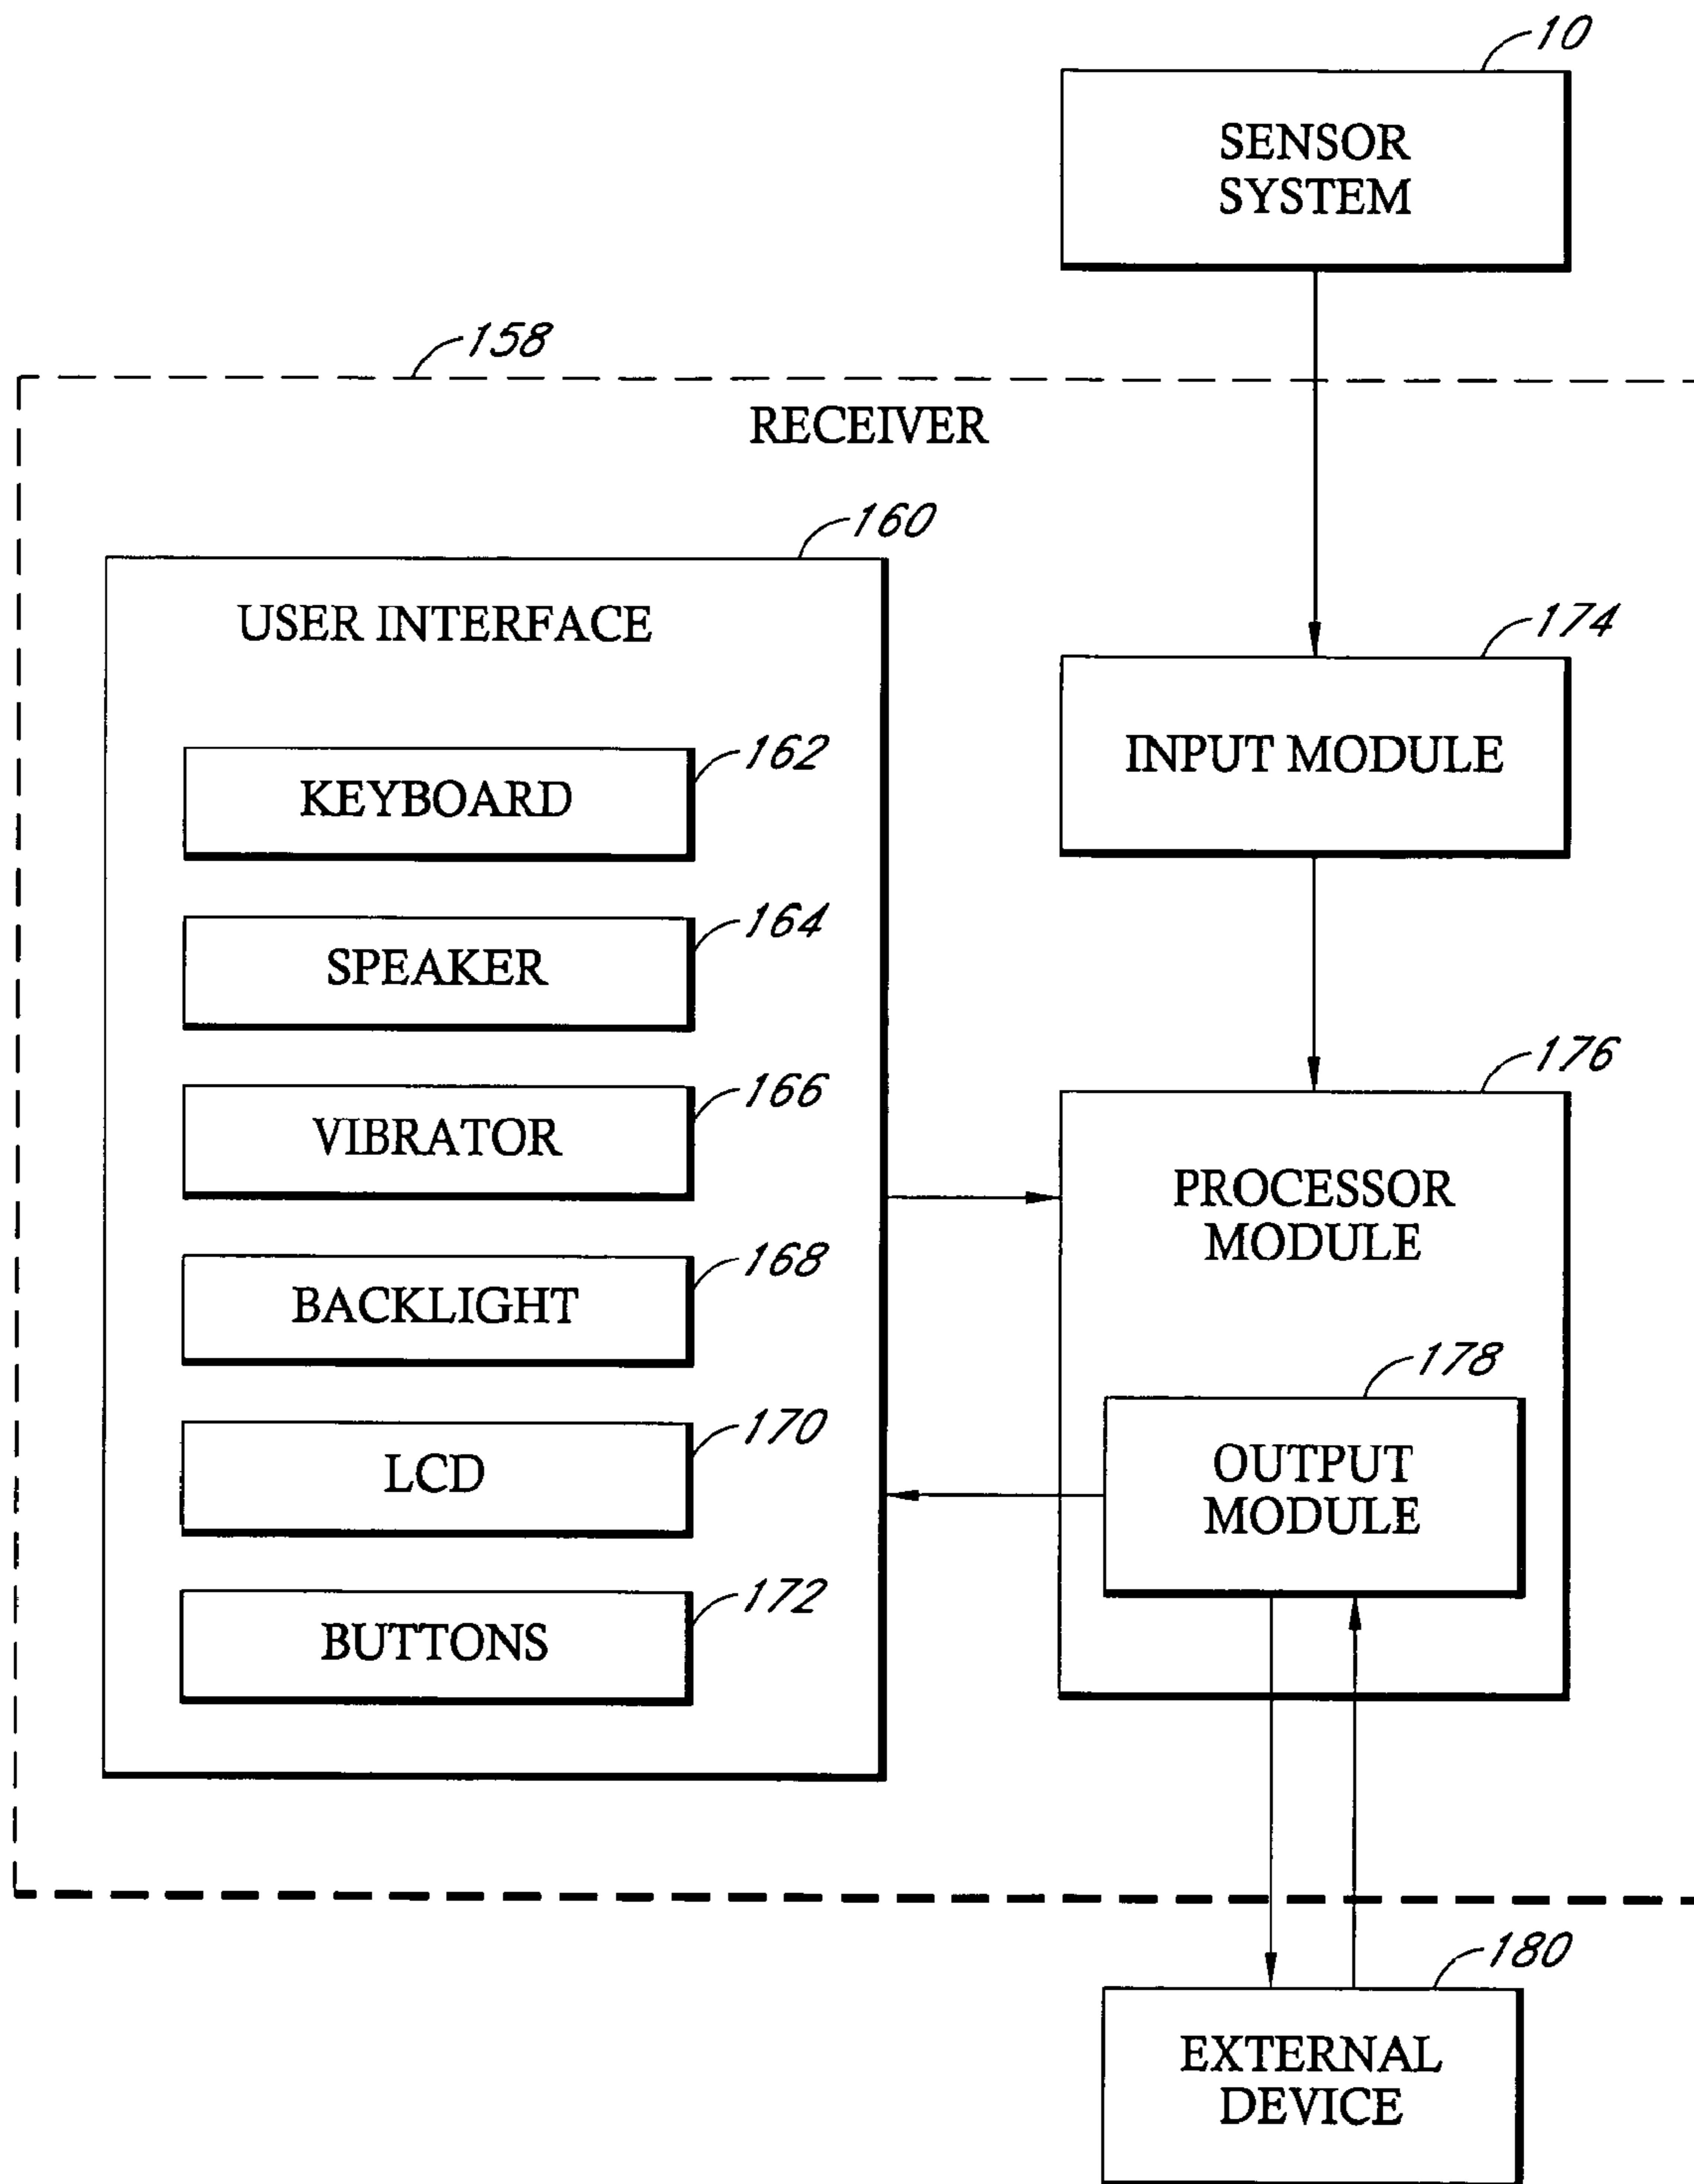 10
SENSOR
SYSTEM
158
RECEIVER
160
USER INTERFACE
174
INPUT MODULE
162
KEYBOARD
164
SPEAKER
166
VIBRATOR
168
BACKLIGHT
170
LCD
172
BUTTONS
176
PROCESSOR
MODULE
178
OUTPUT
MODULE
180
EXTERNAL
DEVICE